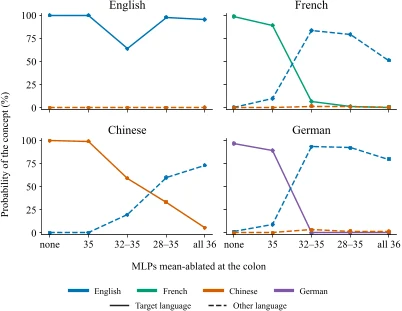 English
French
100
75
50
25
0
Chinese
German
100
75
50
25
0
none 35 32–35 28–35 all 36
none 35 32–35 28–35 all 36
Probability of the concept (%)
MLPs mean-ablated at the colon
English French Chinese German
Target language Other language